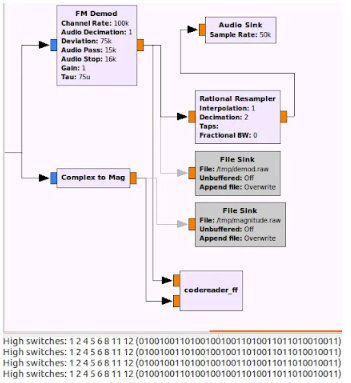 FM Demod
Channel Rate: 100k
Audio Decimation: 1
Deviation: 75k
Audio Pass: 15k
Audio Stop: 16k
Gain: 1
Tau: 75u
Audio Sink
Sample Rate: 50k
Rational Resampler
Interpolation: 1
Decimation: 2
Taps:
Fractional BW: 0
File Sink
File: /tmp/demod.raw
Unbuffered: Off
Append file: Overwrite
Complex to Mag
File Sink
File: /tmp/magnitude.raw
Unbuffered: Off
Append file: Overwrite
codereader_ff
High switches: 1 2 4 5 6 8 11 12 (01001001101001001001101001101101001 0011)
High switches: 1 2 4 5 6 8 11 12 (010010011010010010011010011011010010011)
High switches: 1 2 4 5 6 8 11 12 (010010011010010010011010011011010010011)
High switches: 1 2 4 5 6 8 11 12 (010010011010010010011010011011010010011)